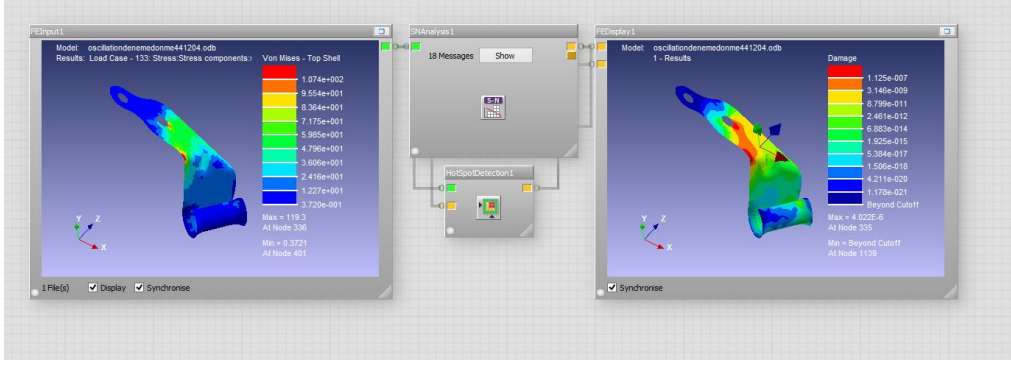 FEInput1
Model: oscillationdenemedonme441204.odb
Results: Load Case - 133: Stress:Stress components:
Von Mises - Top Shell
1.074e+002
9.554e+001
8.364e+001
7.175e+001
5.985e+001
4.796e+001
3.606e+001
2.416e+001
1.227e+001
3.720e-001
Max = 119.3
At Node 336
Min = 0.3721
At Node 401
Y Z
X
1 File(s) Display Synchronise
SNAnalysis1
18 Messages Show
S-N
HotSpotDetection1
FEDisplay1
Model: oscillationdenemedonme441204.odb
1 - Results
Damage
1.125e-007
3.146e-009
8.799e-011
2.461e-012
6.883e-014
1.925e-015
5.384e-017
1.506e-018
4.211e-020
1.178e-021
Beyond Cutoff
Max = 4.022E-6
At Node 335
Min = Beyond Cutoff
At Node 1139
Y Z
X
Synchronise